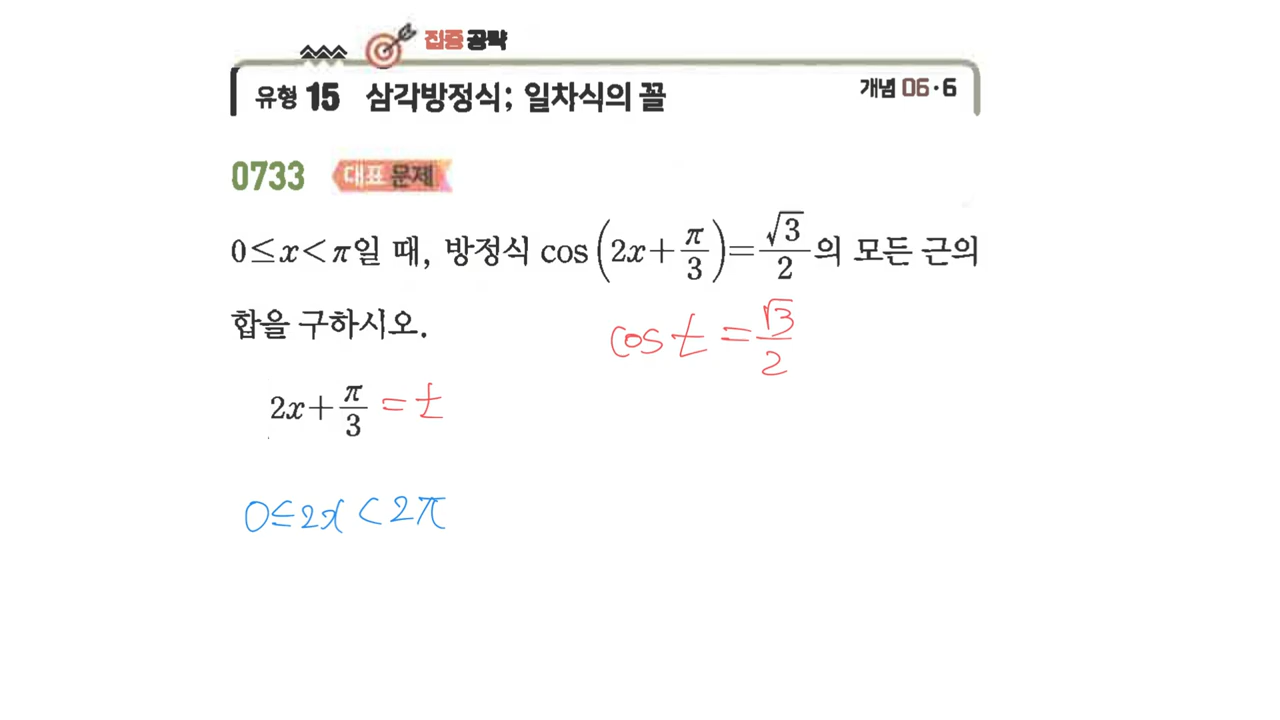 집중 공략
유형 15 삼각방정식; 일차식의 꼴 개념 06·6
0733 대표 문제
0≤x<π일 때, 방정식 cos(2x+π/3)=√3/2의 모든 근의
합을 구하시오.
cos t = √3/2
2x+π/3 = t
0≤2x<2π